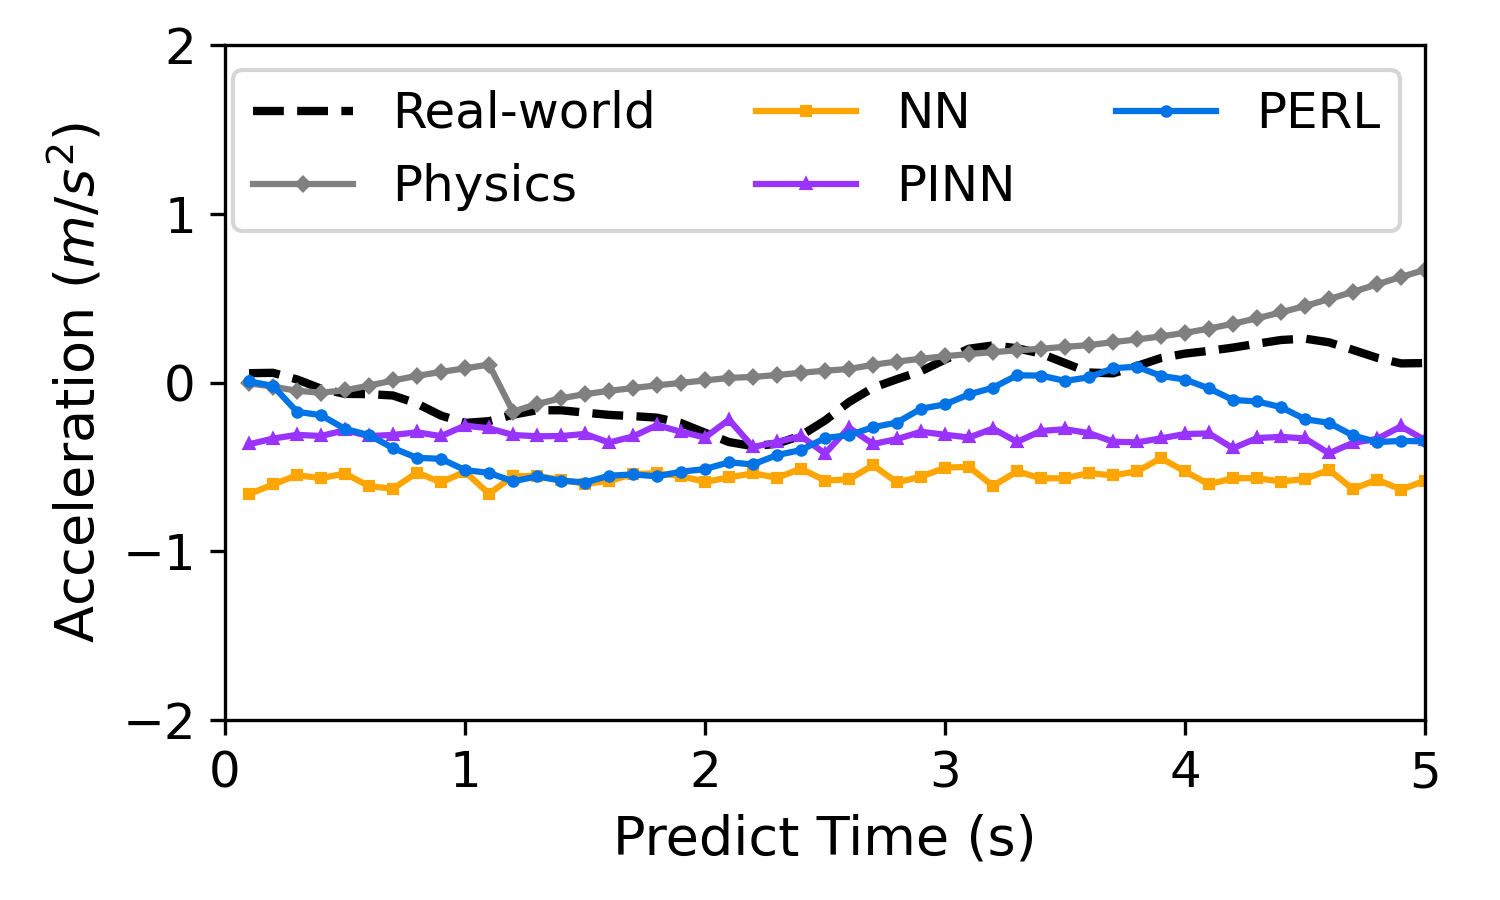 2
Real-world NN PERL
Physics PINN
1
0
−1
−2
Acceleration (m/s²)
0 1 2 3 4 5
Predict Time (s)